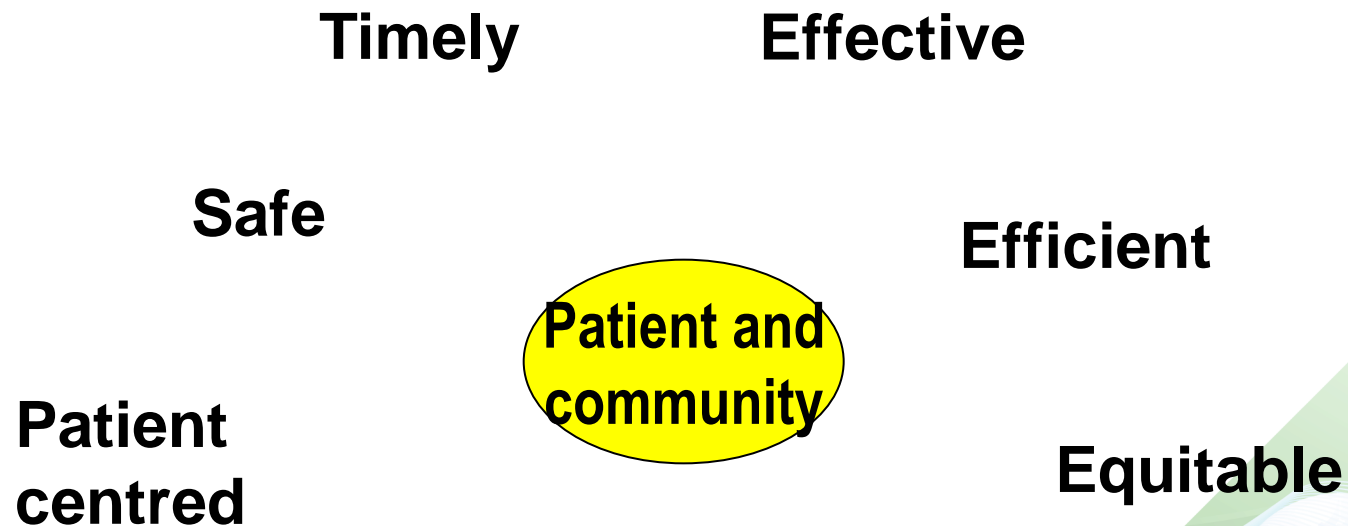 Timely
Effective
Safe
Efficient
Patient and
community
Patient
centred
Equitable